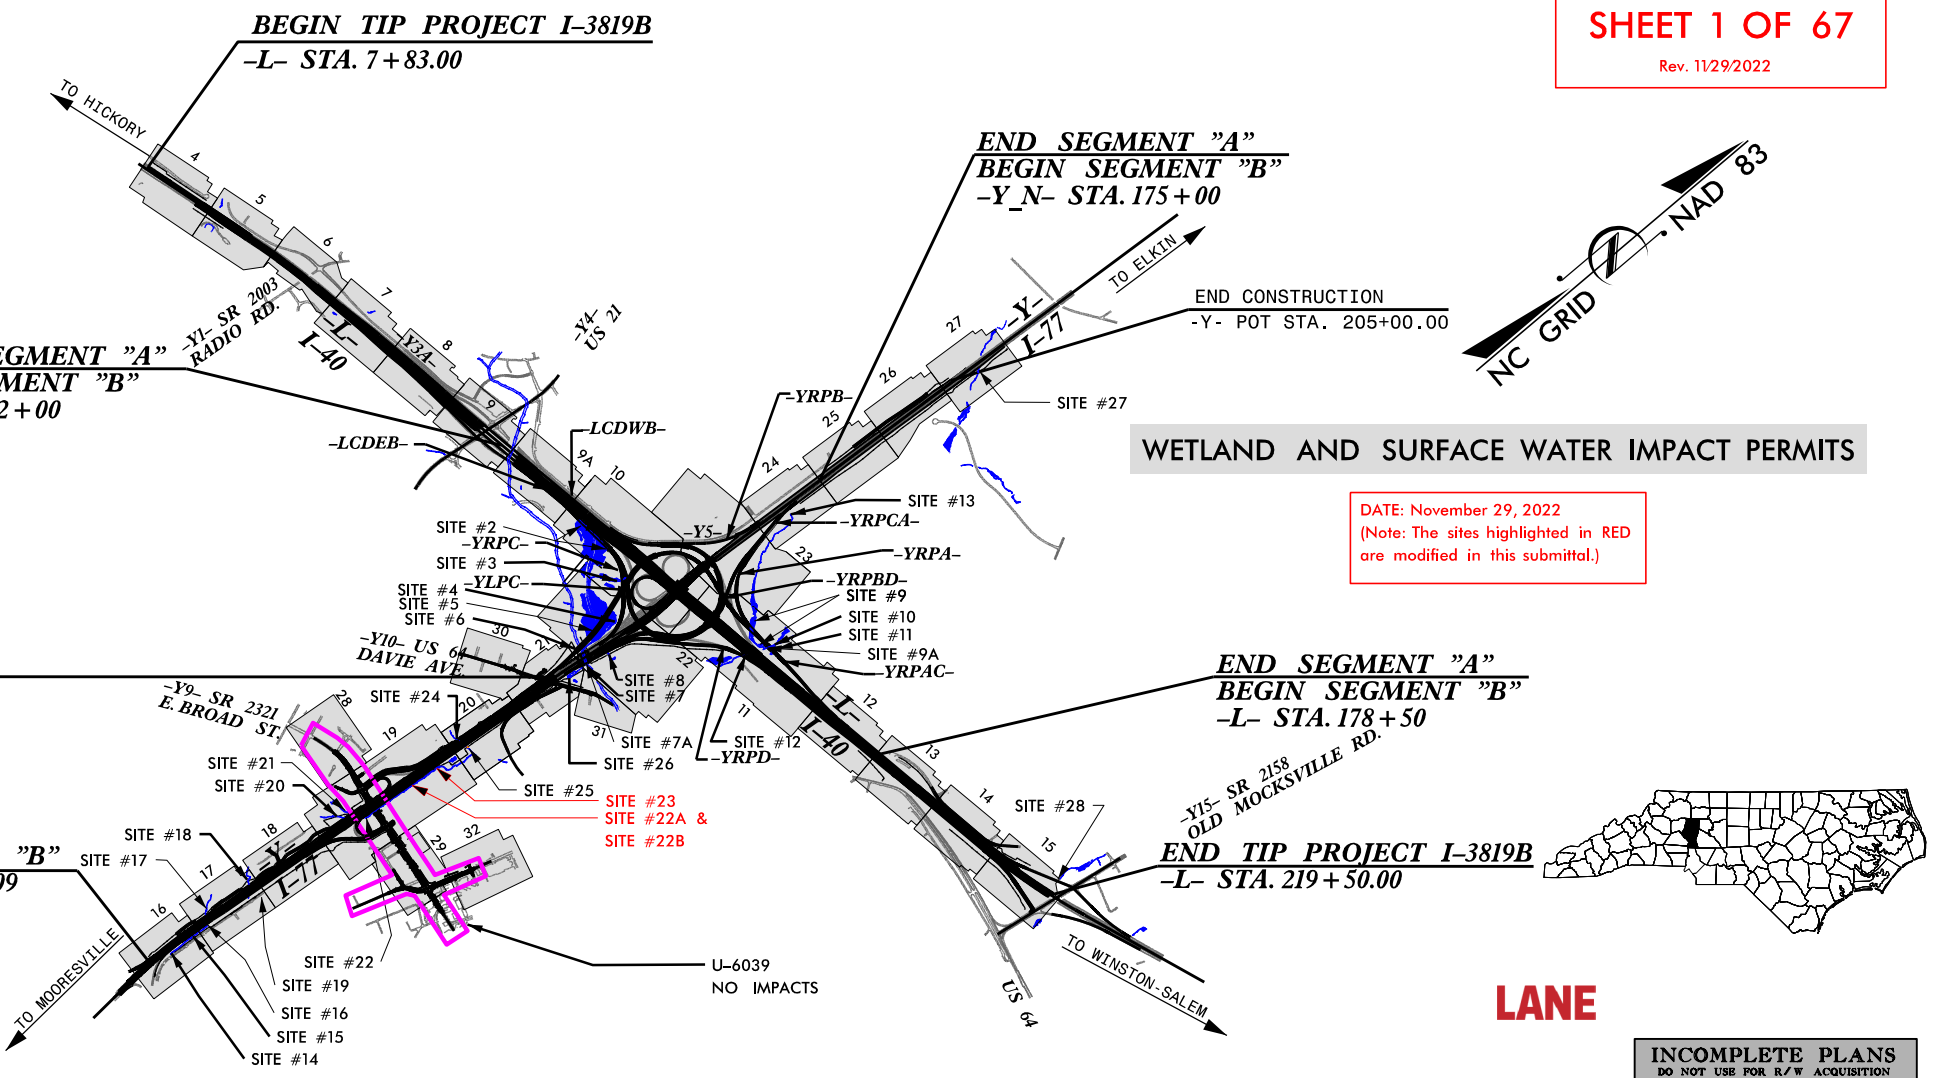 BEGIN TIP PROJECT I-3819B
-L- STA. 7+83.00
SHEET 1 OF 67
Rev. 11/29/2022
TO HICKORY
END SEGMENT "A"
BEGIN SEGMENT "B"
-Y_N- STA. 175+00
NC GRID
NAD 83
4
5
6
7
8
9
9A
10
-Y1- SR 2003
RADIO RD.
-L-
I-40
Y3A-
-Y4-
US 21
TO ELKIN
END CONSTRUCTION
-Y- POT STA. 205+00.00
-Y-
I-77
27
26
25
24
23
SITE #27
EGMENT "A"
MENT "B"
2+00
-YRPB-
-LCDWB-
-LCDEB-
WETLAND AND SURFACE WATER IMPACT PERMITS
DATE: November 29, 2022
(Note: The sites highlighted in RED
are modified in this submittal.)
SITE #13
-YRPCA-
-Y5-
-YRPA-
-YRPBD-
SITE #9
SITE #10
SITE #11
SITE #9A
-YRPAC-
SITE #2
-YRPC-
SITE #3
-YLPC-
SITE #4
SITE #5
SITE #6
30
21
22
-Y10- US 64
DAVIE AVE.
SITE #8
SITE #7
31
SITE #7A
SITE #26
11
SITE #12
-YRPD-
-L-
I-40
12
13
14
15
END SEGMENT "A"
BEGIN SEGMENT "B"
-L- STA. 178+50
-Y9- SR 2321
E. BROAD ST.
28
SITE #24
20
19
SITE #21
SITE #20
SITE #25
SITE #23
SITE #22A &
SITE #22B
SITE #28
-Y15- SR 2158
OLD MOCKSVILLE RD.
END TIP PROJECT I-3819B
-L- STA. 219+50.00
"B"
99
SITE #18
SITE #17
18
-Y-
I-77
17
16
29
32
TO MOORESVILLE
SITE #22
SITE #19
SITE #16
SITE #15
SITE #14
U-6039
NO IMPACTS
US 64
TO WINSTON-SALEM
LANE
INCOMPLETE PLANS
DO NOT USE FOR R/W ACQUISITION